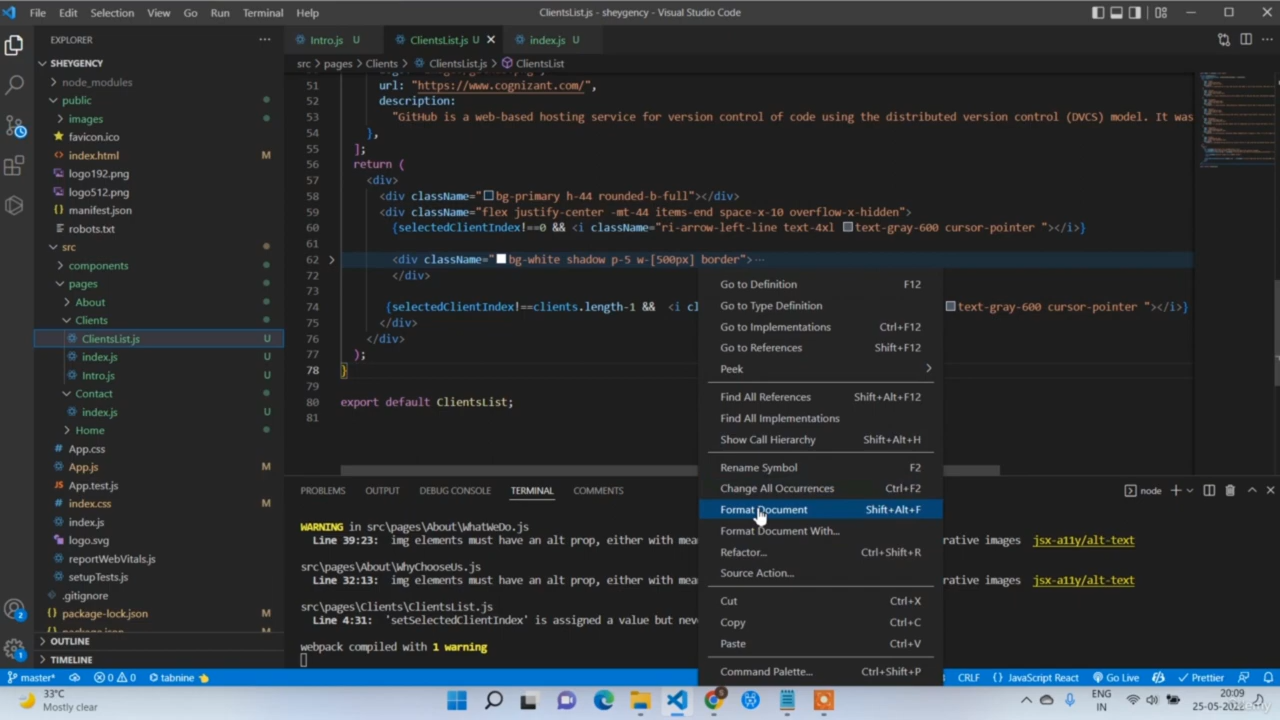 File Edit Selection View Go Run Terminal Help
ClientsList.js - sheygency - Visual Studio Code
EXPLORER
Intro.js U
ClientsList.js U
index.js U
SHEYGENCY
src > pages > Clients > ClientsList.js > ClientsList
node_modules
public
images
favicon.ico
index.html M
logo192.png
logo512.png
manifest.json
robots.txt
src
components
pages
About
Clients
ClientsList.js U
index.js U
Intro.js U
Contact
index.js U
Home
App.css
App.js M
App.test.js
index.css M
index.js
logo.svg
reportWebVitals.js
setupTests.js
.gitignore
package-lock.json M
OUTLINE
TIMELINE
51 url: "https://www.cognizant.com/",
52 description:
53 "GitHub is a web-based hosting service for version control of code using the distributed version control (DVCS) model. It was
54 },
55 ];
56 return (
57 <div>
58 <div className="bg-primary h-44 rounded-b-full"></div>
59 <div className="flex justify-center -mt-44 items-end space-x-10 overflow-x-hidden">
60 {selectedClientIndex!==0 && <i className="ri-arrow-left-line text-4xl text-gray-600 cursor-pointer "></i>}
61
62 <div className="bg-white shadow p-5 w-[500px] border">…
72 </div>
73
74 {selectedClientIndex!==clients.length-1 && <i cl text-gray-600 cursor-pointer "></i>}
75 </div>
76 </div>
77 );
78 }
79
80 export default ClientsList;
81
Go to Definition F12
Go to Type Definition
Go to Implementations Ctrl+F12
Go to References Shift+F12
Peek
Find All References Shift+Alt+F12
Find All Implementations
Show Call Hierarchy Shift+Alt+H
Rename Symbol F2
Change All Occurrences Ctrl+F2
Format Document Shift+Alt+F
Format Document With...
Refactor... Ctrl+Shift+R
Source Action...
Cut Ctrl+X
Copy Ctrl+C
Paste Ctrl+V
Command Palette... Ctrl+Shift+P
PROBLEMS OUTPUT DEBUG CONSOLE TERMINAL COMMENTS
node
WARNING in src\pages\About\WhatWeDo.js
Line 39:23: img elements must have an alt prop, either with mea rative images jsx-a11y/alt-text
src\pages\About\WhyChooseUs.js
Line 32:13: img elements must have an alt prop, either with mea rative images jsx-a11y/alt-text
src\pages\Clients\ClientsList.js
Line 4:31: 'setSelectedClientIndex' is assigned a value but nev
webpack compiled with 1 warning
master* 0 0 tabnine CRLF {} JavaScript React Go Live Prettier
33°C
Mostly clear
ENG
IN
20:09
25-05-2022